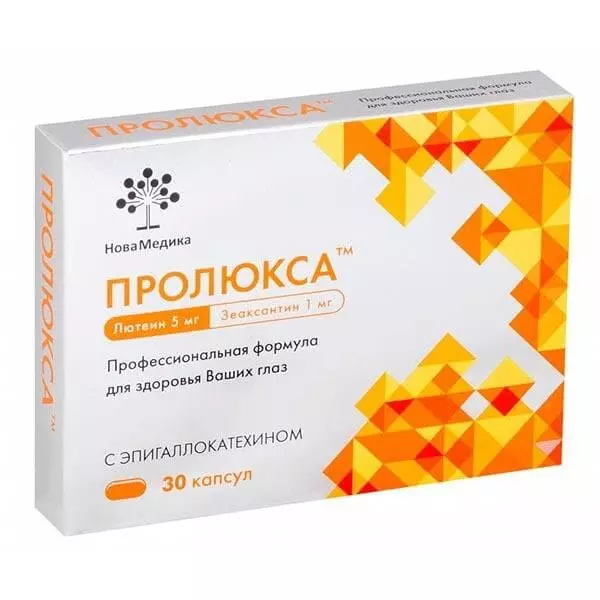 ПРОЛЮКСА™
Профессиональная формула
для здоровья Ваших глаз
ПРОЛЮКСА™
НоваМедика
ПРОЛЮКСА™
Лютеин 5 мг Зеаксантин 1 мг
Профессиональная формула
для здоровья Ваших глаз
С ЭПИГАЛЛОКАТЕХИНОМ
30 капсул